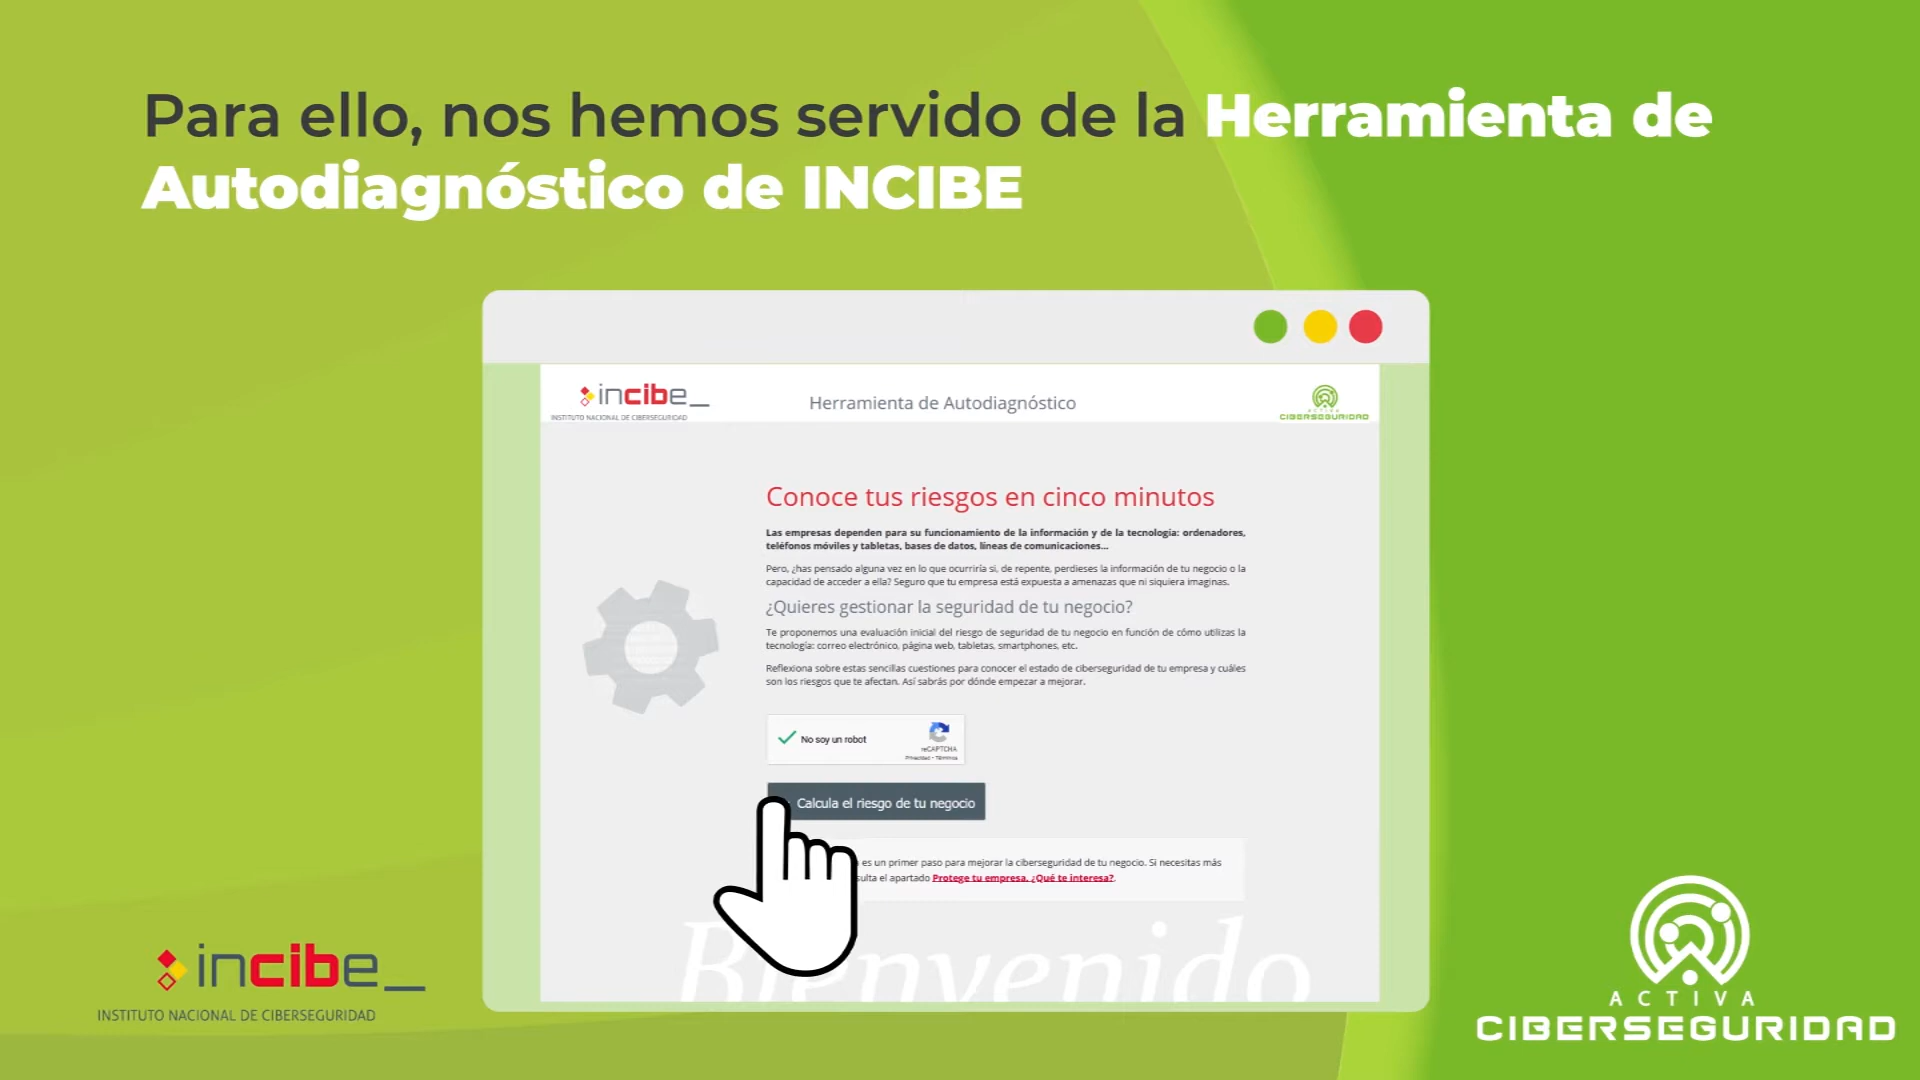 Para ello, nos hemos servido de la Herramienta de
Autodiagnóstico de INCIBE
incibe_
INSTITUTO NACIONAL DE CIBERSEGURIDAD
Herramienta de Autodiagnóstico
ACTIVA
CIBERSEGURIDAD
Conoce tus riesgos en cinco minutos
Las empresas dependen para su funcionamiento de la información y de la tecnología: ordenadores,
teléfonos móviles y tabletas, bases de datos, líneas de comunicaciones...
Pero, ¿has pensado alguna vez en lo que ocurriría si, de repente, perdieses la información de tu negocio o la
capacidad de acceder a ella? Seguro que tu empresa está expuesta a amenazas que ni siquiera imaginas.
¿Quieres gestionar la seguridad de tu negocio?
Te proponemos una evaluación inicial del riesgo de seguridad de tu negocio en función de cómo utilizas la
tecnología: correo electrónico, página web, tabletas, smartphones, etc.
Reflexiona sobre estas sencillas cuestiones para conocer el estado de ciberseguridad de tu empresa y cuáles
son los riesgos que te afectan. Así sabrás por dónde empezar a mejorar.
No soy un robot
reCAPTCHA
Privacidad • Términos
Calcula el riesgo de tu negocio
es un primer paso para mejorar la ciberseguridad de tu negocio. Si necesitas más
el apartado Protege tu empresa. ¿Qué te interesa?.
Bienvenido
incibe_
INSTITUTO NACIONAL DE CIBERSEGURIDAD
ACTIVA
CIBERSEGURIDAD